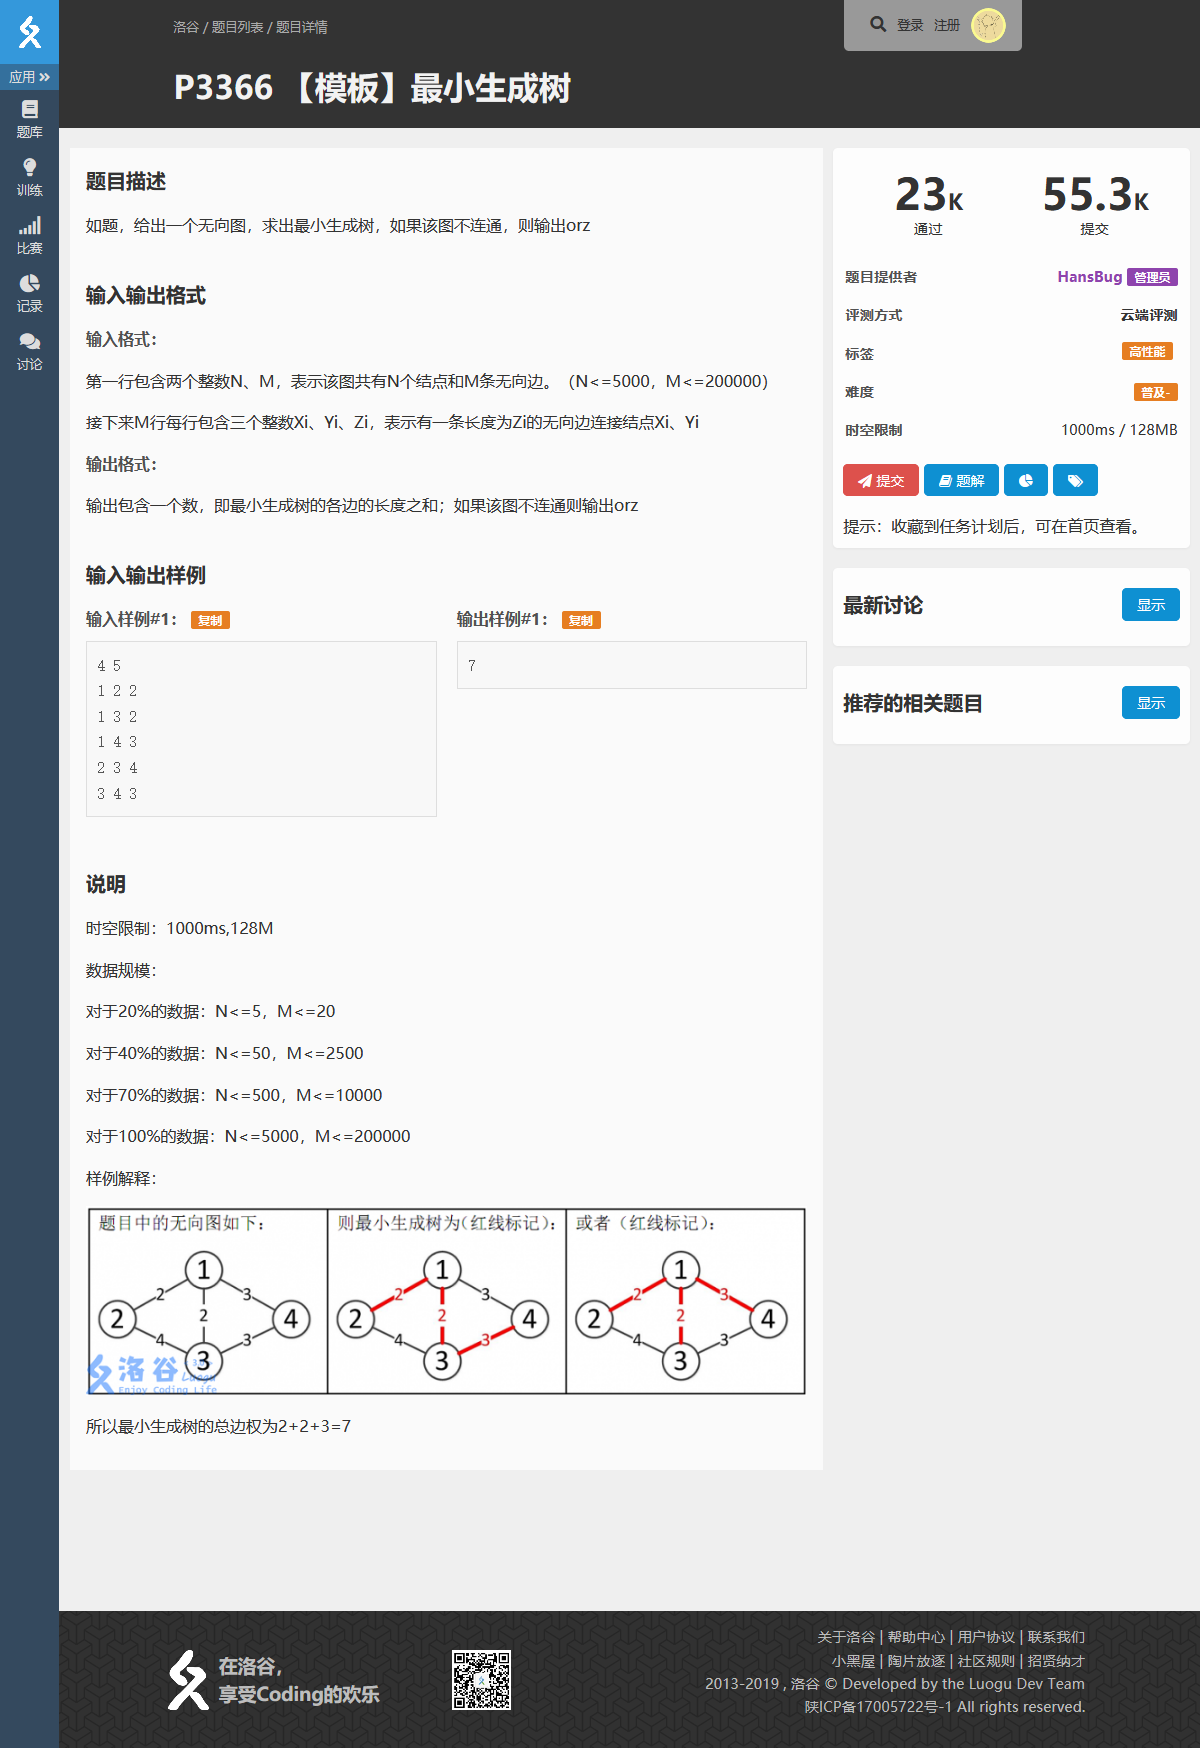 洛谷 / 题目列表 / 题目详情
登录 注册
应用
题库
训练
比赛
记录
讨论
P3366 【模板】最小生成树
题目描述
如题，给出一个无向图，求出最小生成树，如果该图不连通，则输出orz
输入输出格式
输入格式：
第一行包含两个整数N、M，表示该图共有N个结点和M条无向边。（N<=5000，M<=200000）
接下来M行每行包含三个整数Xi、Yi、Zi，表示有一条长度为Zi的无向边连接结点Xi、Yi
输出格式：
输出包含一个数，即最小生成树的各边的长度之和；如果该图不连通则输出orz
输入输出样例
输入样例#1： 复制
4 5
1 2 2
1 3 2
1 4 3
2 3 4
3 4 3
输出样例#1： 复制
7
说明
时空限制：1000ms,128M
数据规模：
对于20%的数据：N<=5，M<=20
对于40%的数据：N<=50，M<=2500
对于70%的数据：N<=500，M<=10000
对于100%的数据：N<=5000，M<=200000
样例解释：
题目中的无向图如下：
1
2 3
2 2 4
4 3
3
洛谷 Luogu
Enjoy Coding Life
则最小生成树为（红线标记）：
1
2 3
2 2 4
4 3
3
或者（红线标记）：
1
2 3
2 2 4
4 3
3
所以最小生成树的总边权为2+2+3=7
23K
通过
55.3K
提交
题目提供者 HansBug 管理员
评测方式 云端评测
标签 高性能
难度 普及-
时空限制 1000ms / 128MB
提交 题解
提示：收藏到任务计划后，可在首页查看。
最新讨论 显示
推荐的相关题目 显示
在洛谷，
享受Coding的欢乐
关于洛谷 | 帮助中心 | 用户协议 | 联系我们
小黑屋 | 陶片放逐 | 社区规则 | 招贤纳才
2013-2019 , 洛谷 © Developed by the Luogu Dev Team
陕ICP备17005722号-1 All rights reserved.